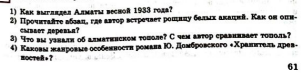 1) Как выглядел Алматы весной 1933 года?
2) Прочитайте абзац, где автор встречает рощицу белых акаций. Как он опи-
сывает деревья?
3) Что вы узнали об алматинском тополе? С чем автор сравнивает тополь?
4) Каковы жанровые особенности романа Ю. Домбровского «Хранитель древ-
ностей»?
61